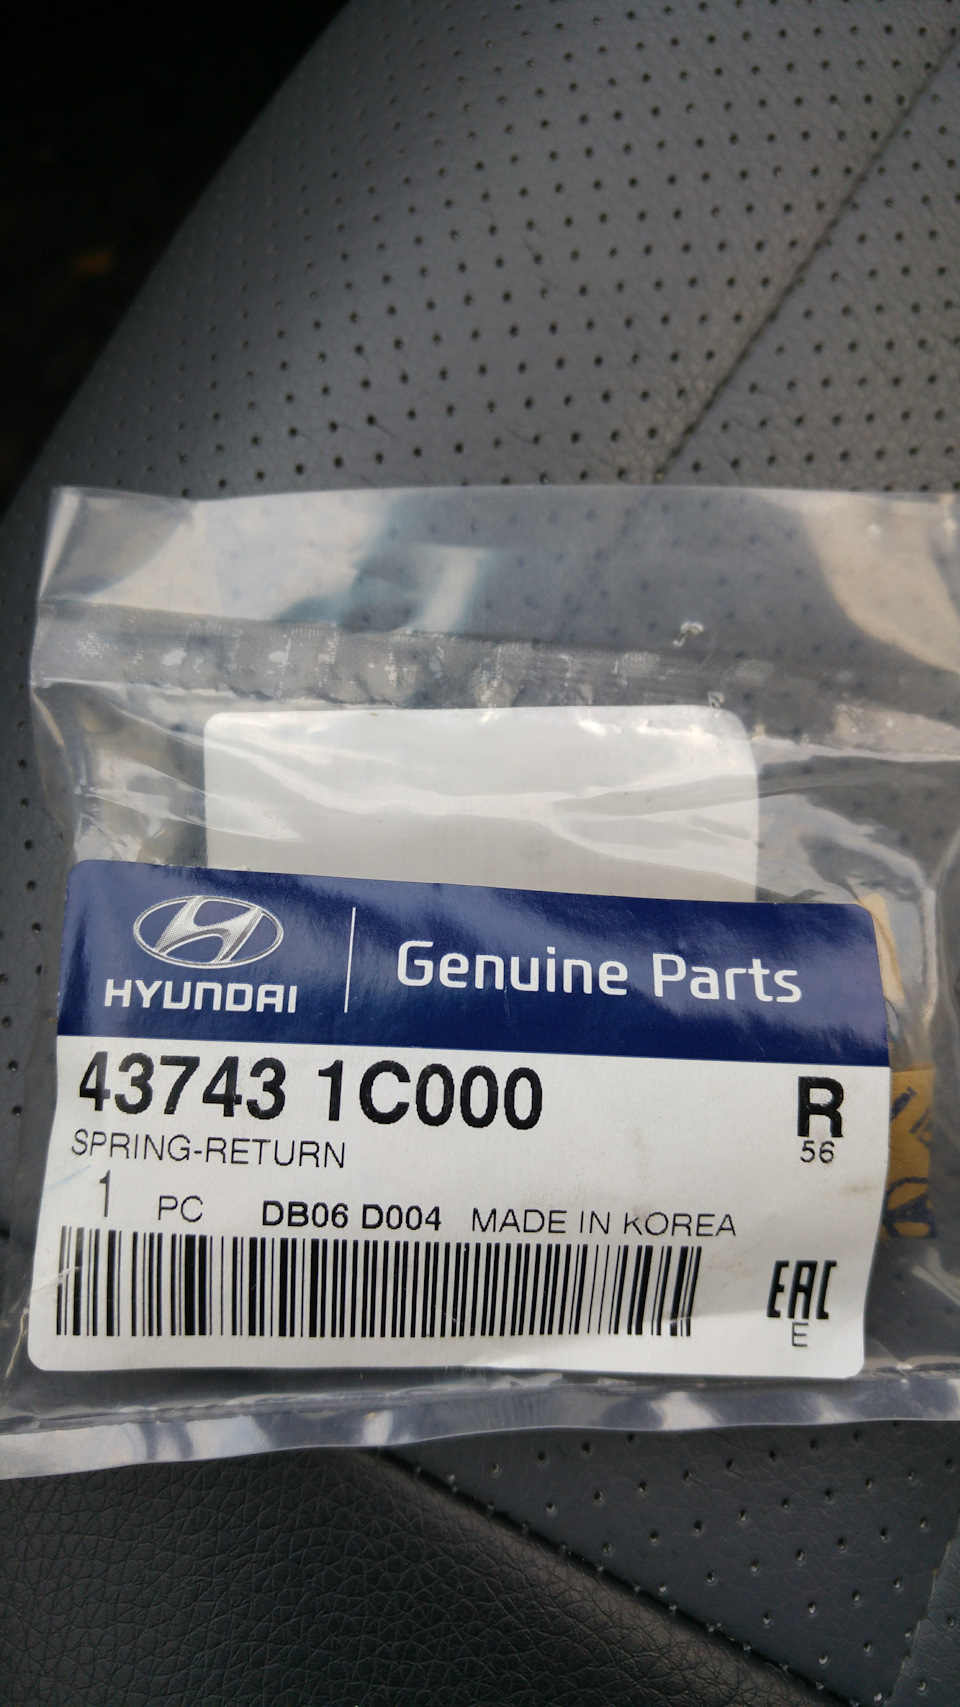 HYUNDAI
Genuine Parts
43743 1C000
R
SPRING-RETURN
56
1 PC DB06 D004 MADE IN KOREA
EAC
E